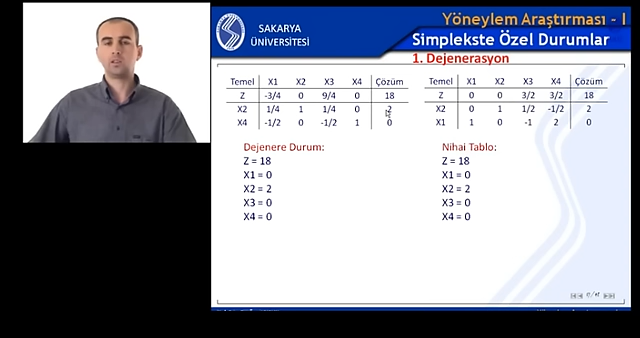 SAKARYA
ÜNİVERSİTESİ
Yöneylem Araştırması - I
Simplekste Özel Durumlar
1. Dejenerasyon
Temel X1 X2 X3 X4 Çözüm
Z -3/4 0 9/4 0 18
X2 1/4 1 1/4 0 2
X4 -1/2 0 -1/2 1 0
Temel X1 X2 X3 X4 Çözüm
Z 0 0 3/2 3/2 18
X2 0 1 1/2 -1/2 2
X1 1 0 -1 2 0
Dejenere Durum:
Z = 18
X1 = 0
X2 = 2
X3 = 0
X4 = 0
Nihai Tablo:
Z = 18
X1 = 0
X2 = 2
X3 = 0
X4 = 0